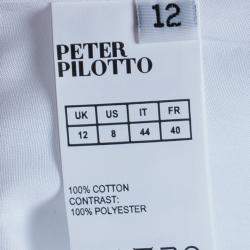 12
PETER
PILOTTO
UK US IT FR
12 8 44 40
100% COTTON
CONTRAST:
100% POLYESTER